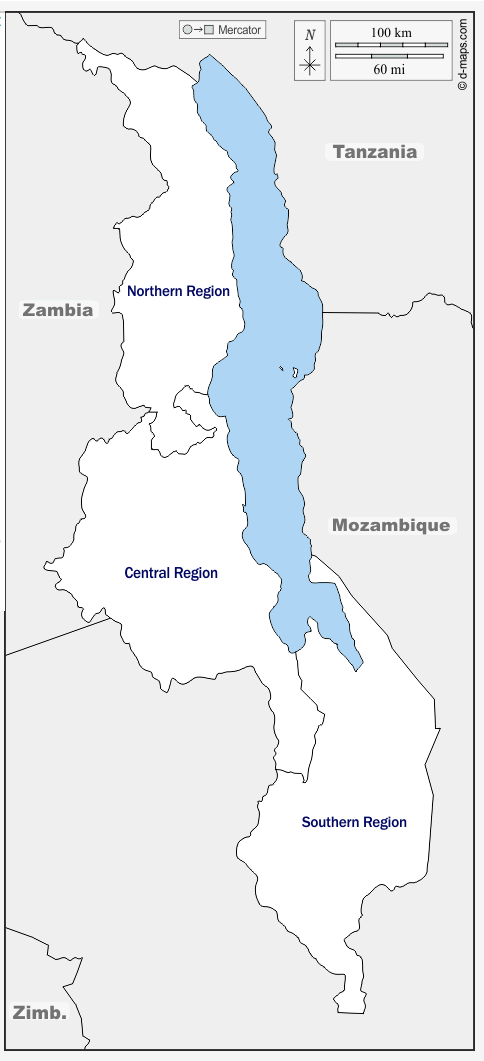 Mercator
N
100 km
60 mi
© d-maps.com
Tanzania
Northern Region
Zambia
Mozambique
Central Region
Southern Region
Zimb.